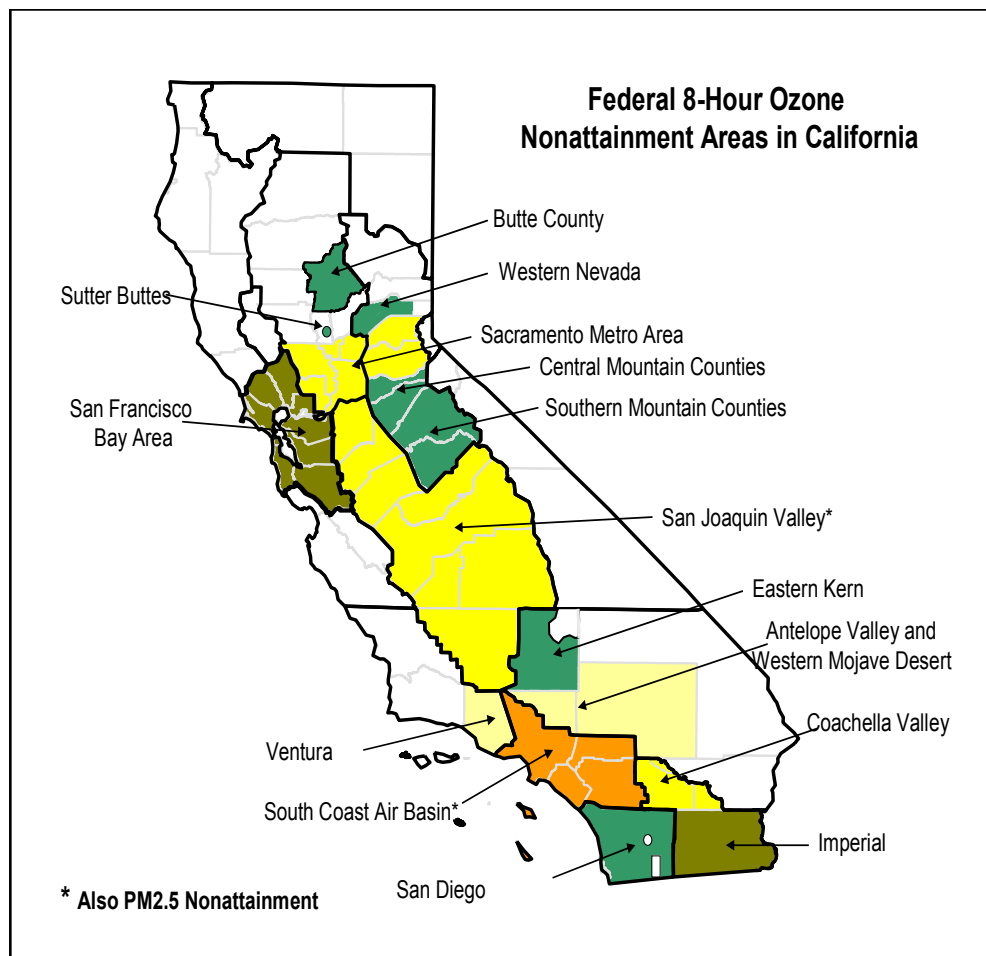 Federal 8-Hour Ozone
Nonattainment Areas in California
Butte County
Western Nevada
Sutter Buttes
Sacramento Metro Area
Central Mountain Counties
San Francisco
Bay Area
Southern Mountain Counties
San Joaquin Valley*
Eastern Kern
Antelope Valley and
Western Mojave Desert
Coachella Valley
Ventura
South Coast Air Basin*
Imperial
San Diego
* Also PM2.5 Nonattainment